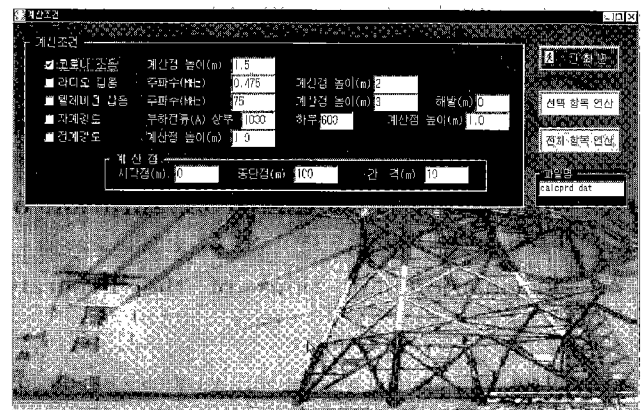 계산조건
계산조건
코로나 소음 계산점 높이(m) 1.5
라디오 잡음 주파수(MHz) 0.475 계산점 높이(m) 2
텔레비젼 잡음 주파수(MHz) 75 계산점 높이(m) 3 해발(m) 0
자계강도 부하전류(A) 상부 1000 하부 600 계산점 높이(m) 1.0
전계강도 계산점 높이(m) 1.0
계 산 점
시작점(m) 0 종단점(m) 100 간 격(m) 10
선택 항목 연산
전체 항목 연산
파일명
calcprd dat